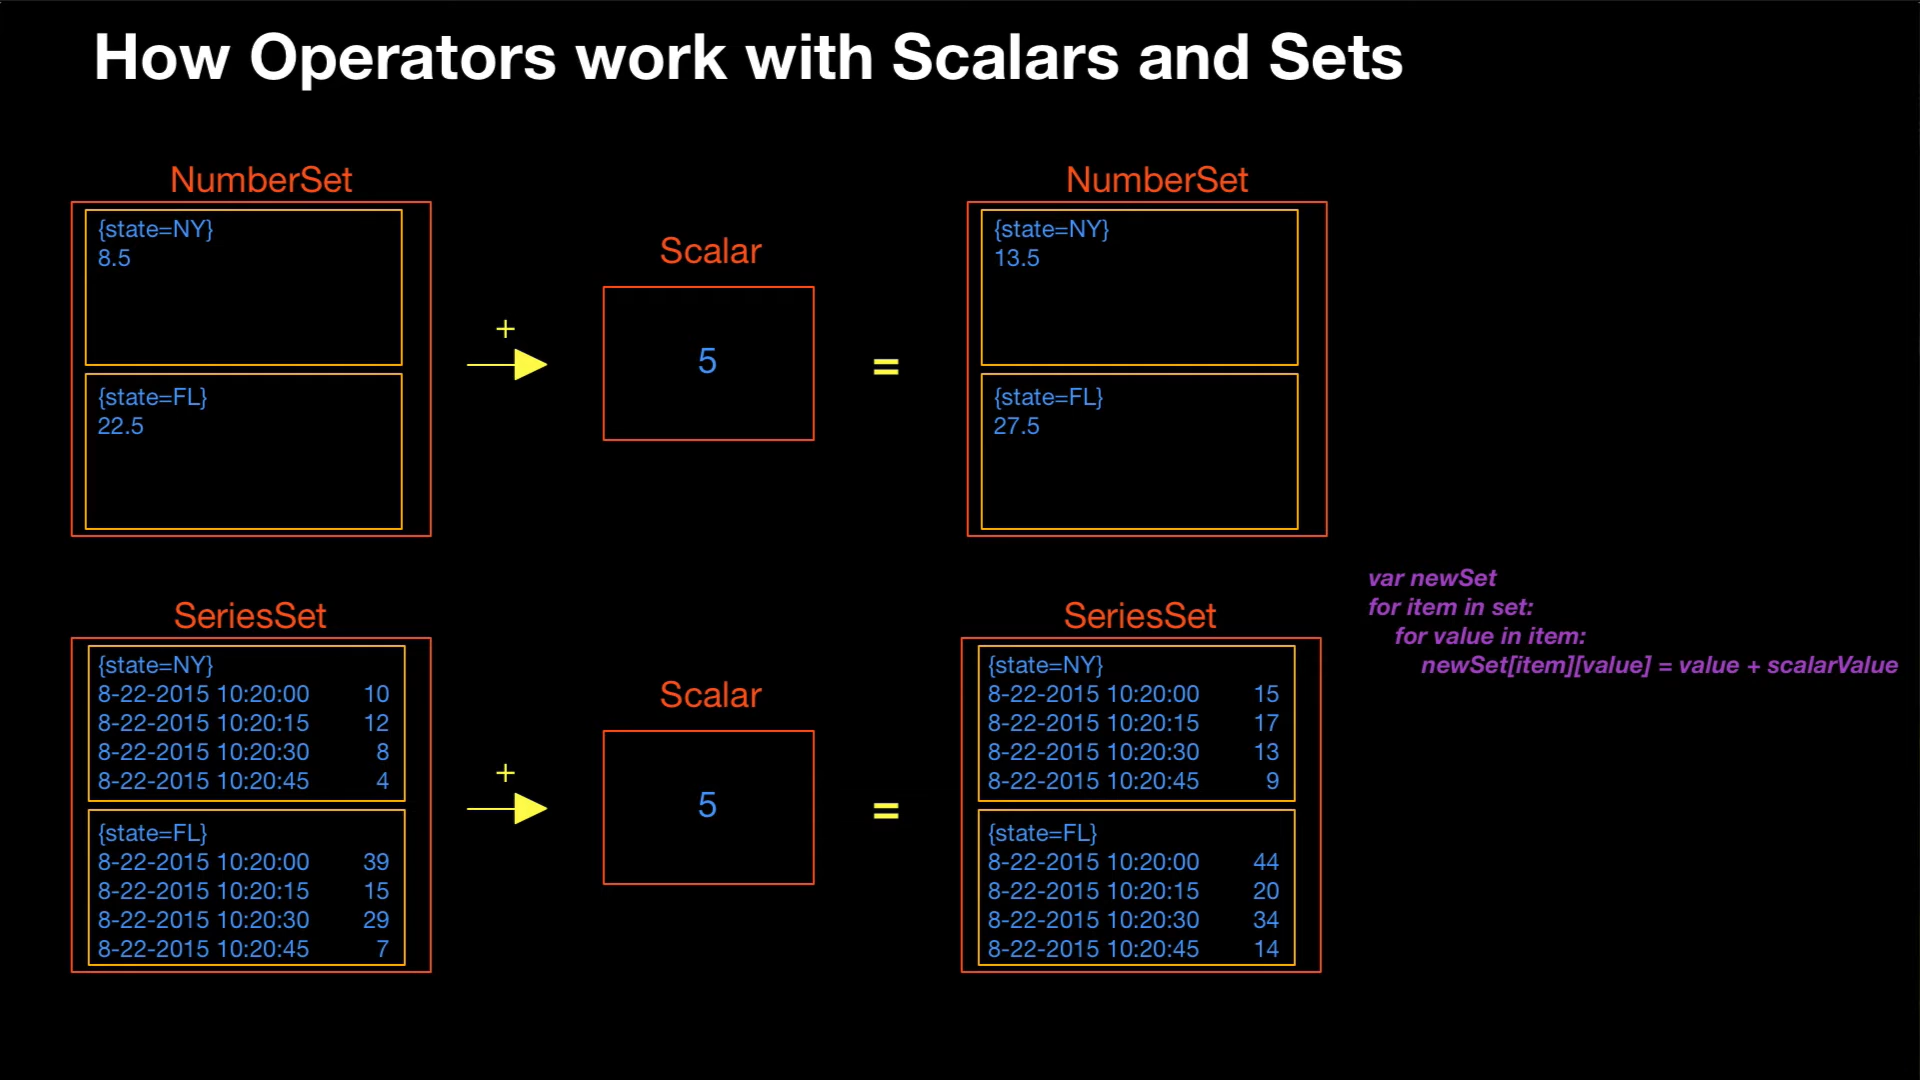 How Operators work with Scalars and Sets
NumberSet
{state=NY}
8.5
{state=FL}
22.5
+
Scalar
5
=
NumberSet
{state=NY}
13.5
{state=FL}
27.5
SeriesSet
{state=NY}
8-22-2015 10:20:00 10
8-22-2015 10:20:15 12
8-22-2015 10:20:30 8
8-22-2015 10:20:45 4
{state=FL}
8-22-2015 10:20:00 39
8-22-2015 10:20:15 15
8-22-2015 10:20:30 29
8-22-2015 10:20:45 7
+
Scalar
5
=
SeriesSet
{state=NY}
8-22-2015 10:20:00 15
8-22-2015 10:20:15 17
8-22-2015 10:20:30 13
8-22-2015 10:20:45 9
{state=FL}
8-22-2015 10:20:00 44
8-22-2015 10:20:15 20
8-22-2015 10:20:30 34
8-22-2015 10:20:45 14
var newSet
for item in set:
for value in item:
newSet[item][value] = value + scalarValue